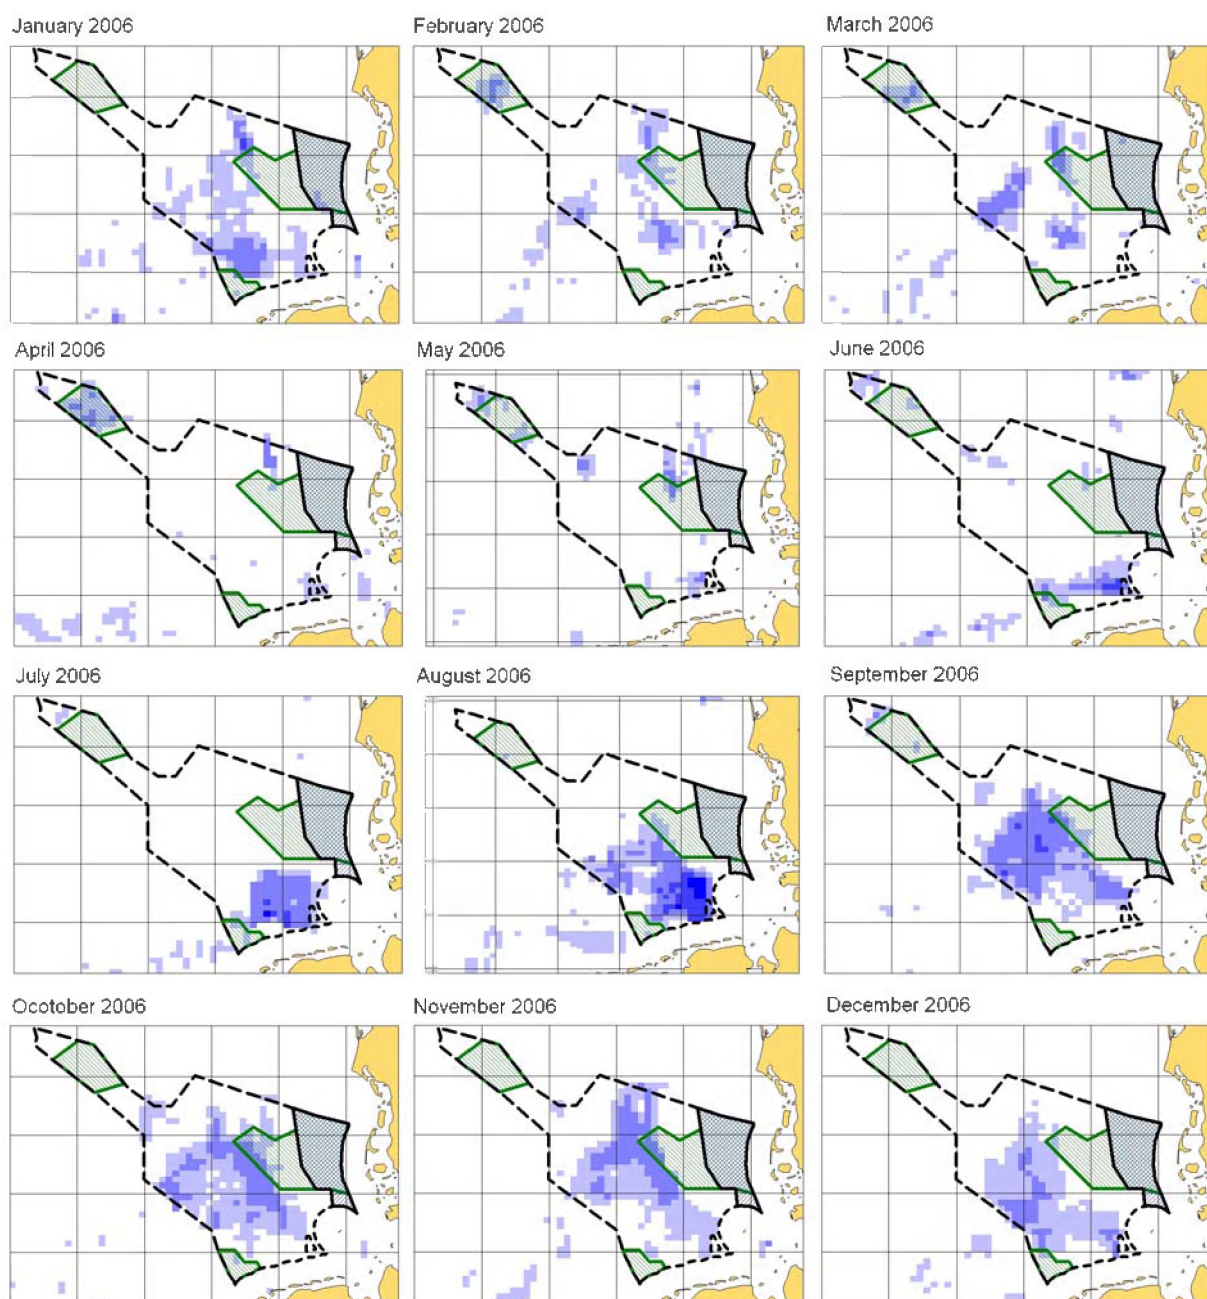 January 2006
February 2006
March 2006
April 2006
May 2006
June 2006
July 2006
August 2006
September 2006
Ocotober 2006
November 2006
December 2006